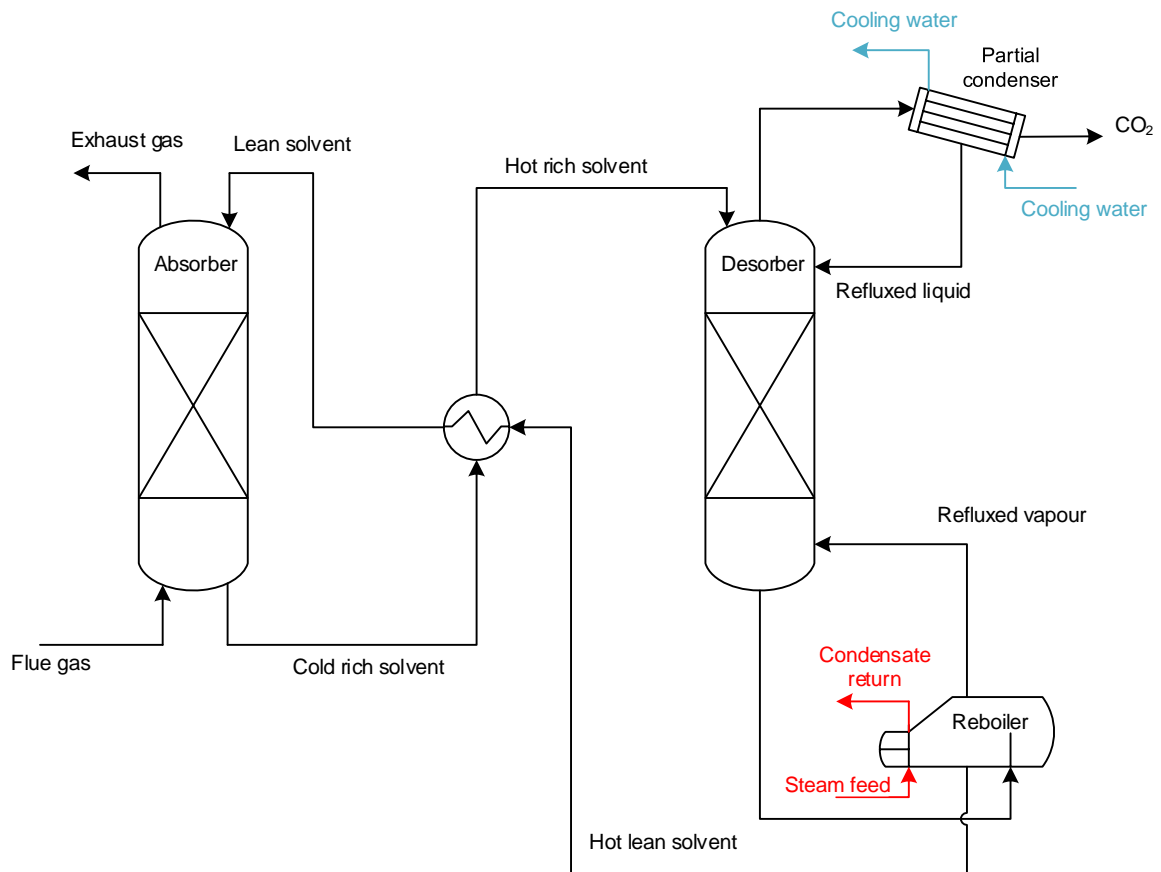 Cooling water
Partial
condenser
CO₂
Exhaust gas
Lean solvent
Hot rich solvent
Cooling water
Absorber
Desorber
Refluxed liquid
Refluxed vapour
Flue gas
Cold rich solvent
Condensate
return
Reboiler
Steam feed
Hot lean solvent